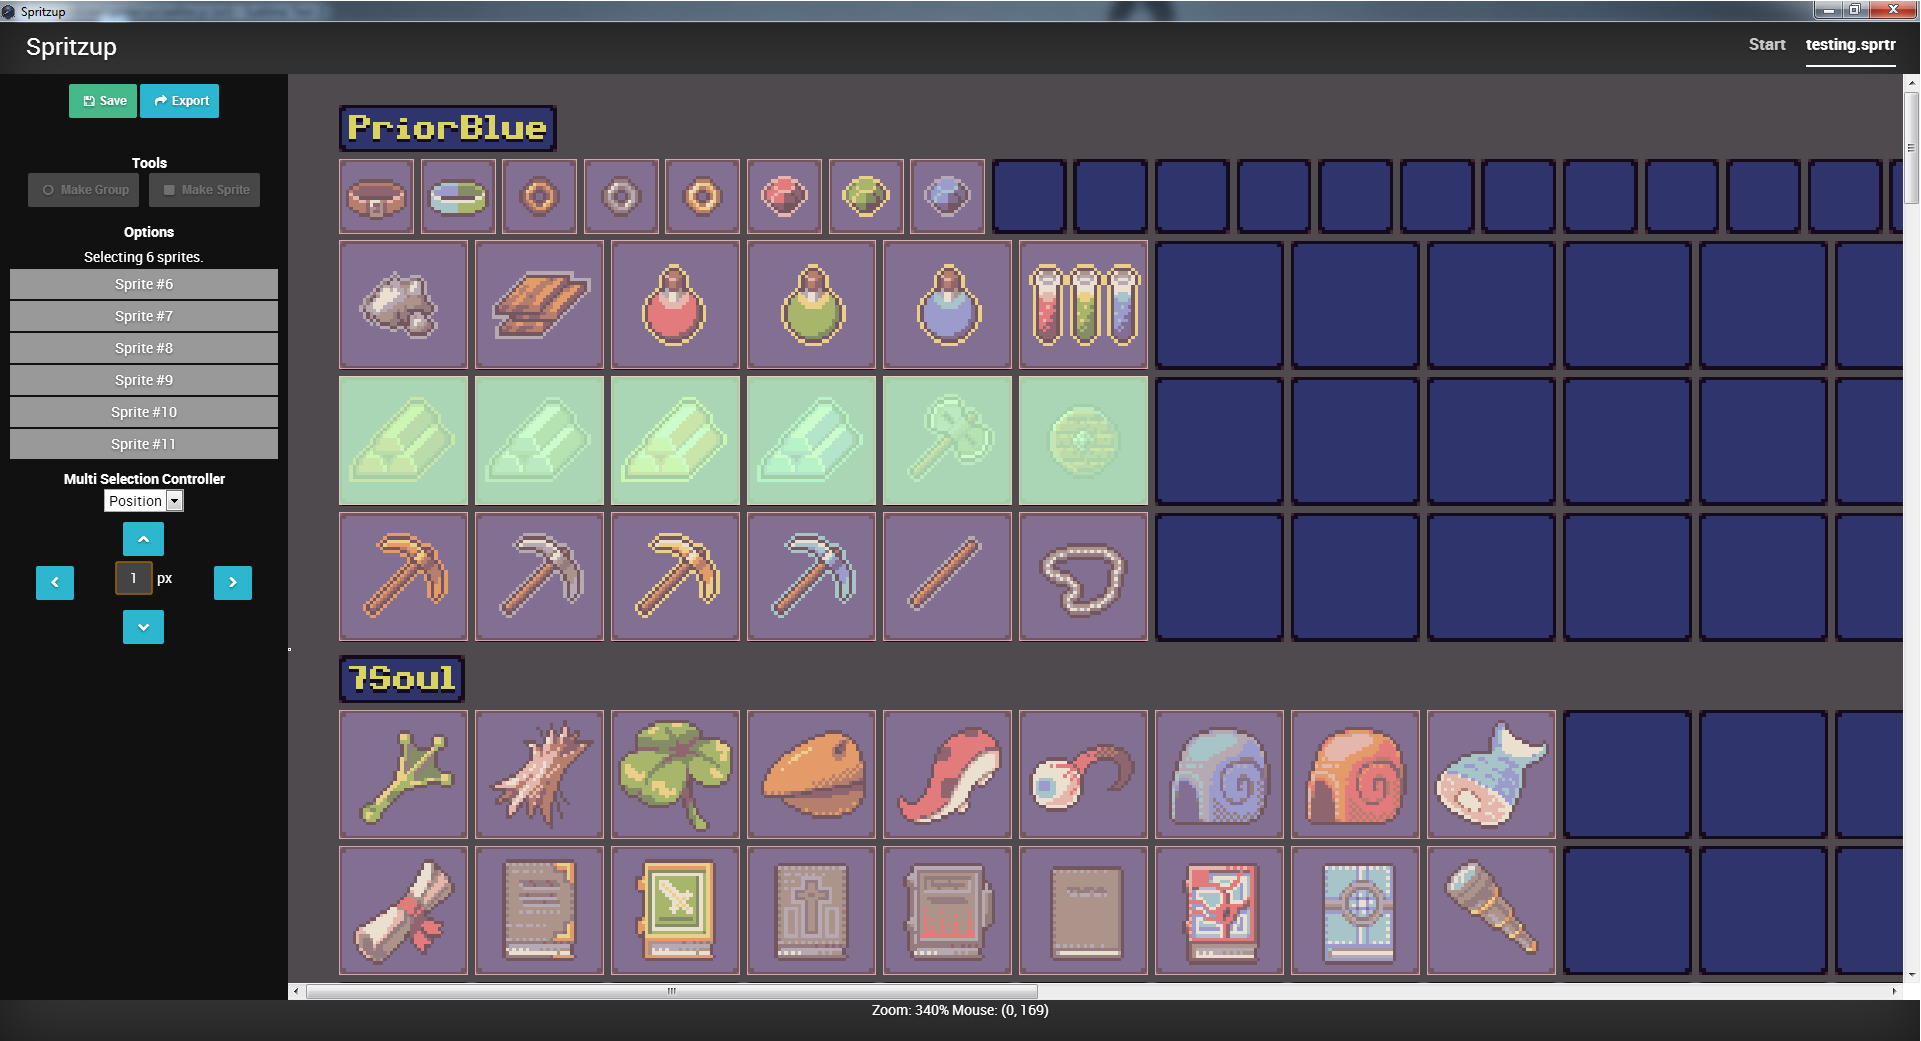 Spritzup
Spritzup
Start
testing.sprtr
Save
Export
Tools
Make Group
Make Sprite
Options
Selecting 6 sprites.
Sprite #6
Sprite #7
Sprite #8
Sprite #9
Sprite #10
Sprite #11
Multi Selection Controller
Position
1 px
PriorBlue
7Soul
Zoom: 340% Mouse: (0, 169)